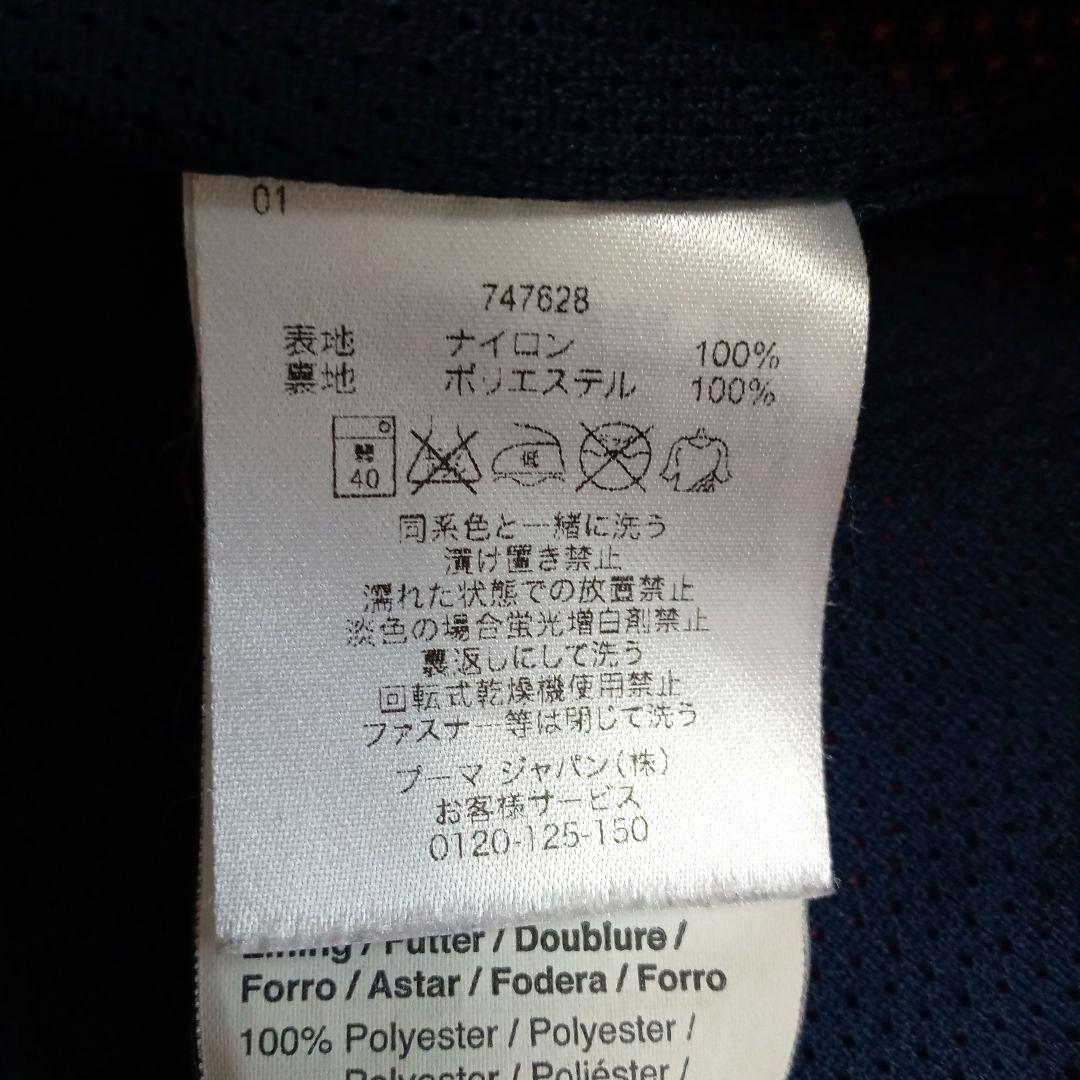 01
747628
表地 ナイロン 100%
裏地 ポリエステル 100%
40 低
同系色と一緒に洗う
漬け置き禁止
濡れた状態での放置禁止
淡色の場合蛍光増白剤禁止
裏返しにして洗う
回転式乾燥機使用禁止
ファスナー等は閉じて洗う
プーマ ジャパン(株)
お客様サービス
0120-125-150
Lining / Futter / Doublure /
Forro / Astar / Fodera / Forro
100% Polyester / Polyester /
Polyester / Poliéster /